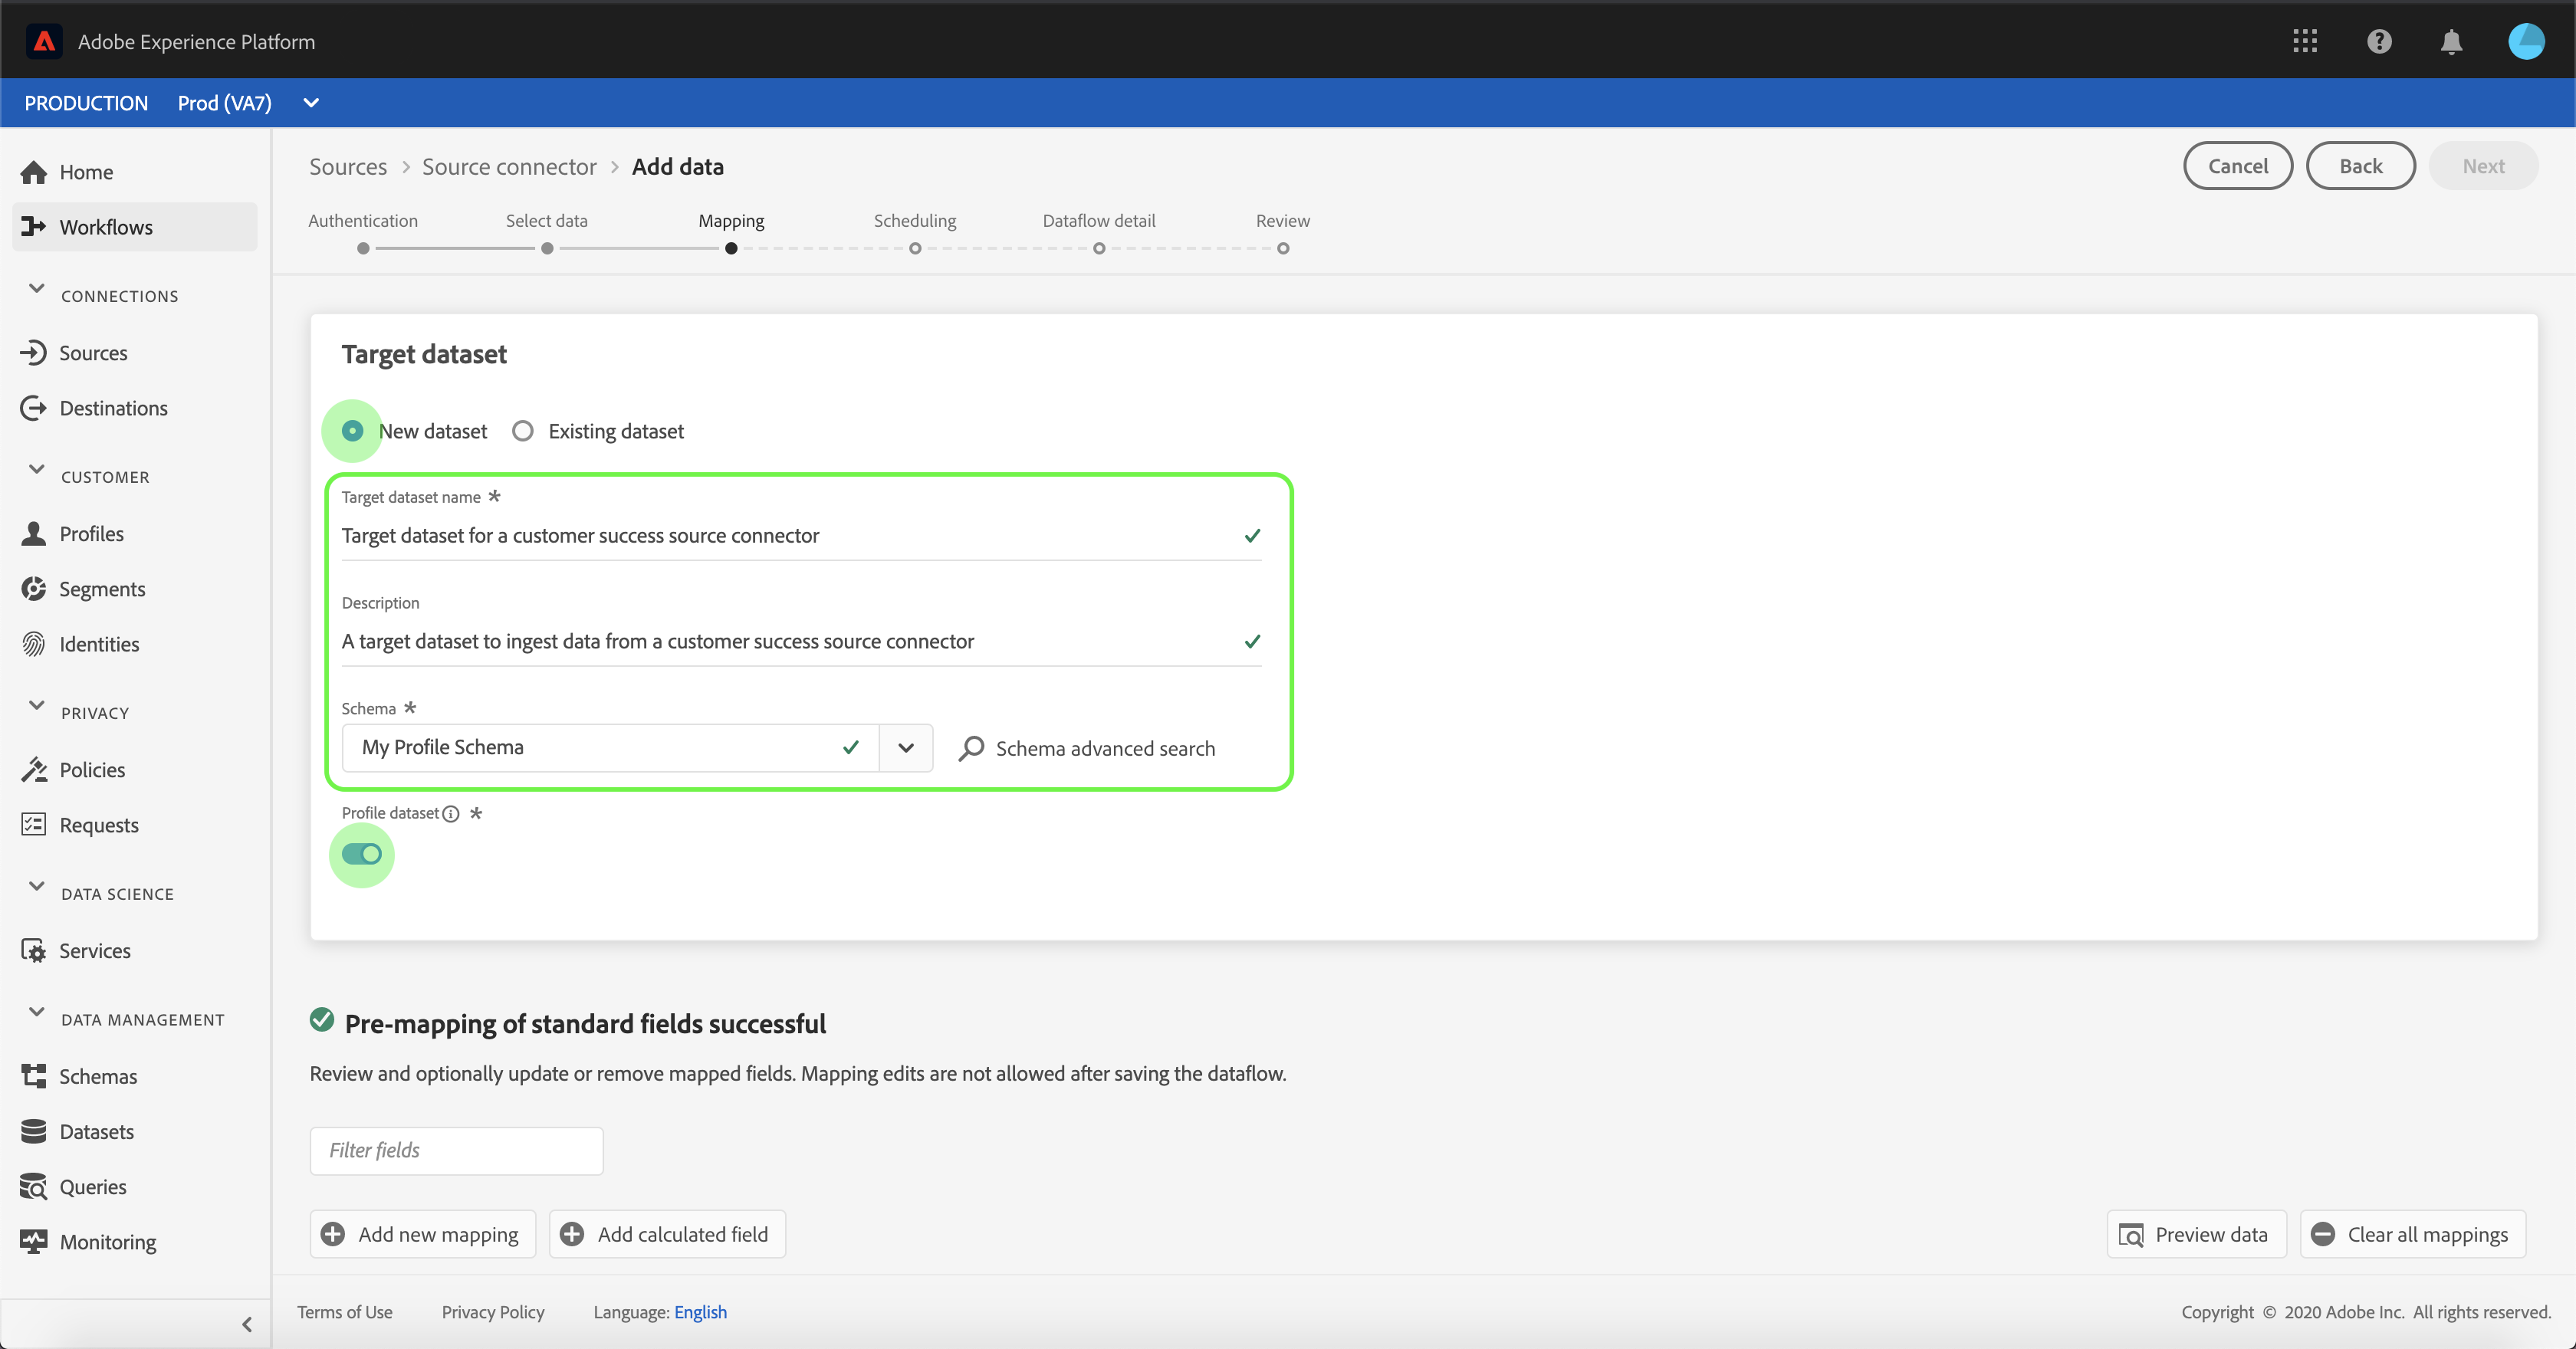 Adobe Experience Platform
PRODUCTION Prod (VA7)
Home
Workflows
CONNECTIONS
Sources
Destinations
CUSTOMER
Profiles
Segments
Identities
PRIVACY
Policies
Requests
DATA SCIENCE
Services
DATA MANAGEMENT
Schemas
Datasets
Queries
Monitoring
Sources > Source connector > Add data
Cancel Back Next
Authentication Select data Mapping Scheduling Dataflow detail Review
Target dataset
New dataset Existing dataset
Target dataset name *
Target dataset for a customer success source connector
Description
A target dataset to ingest data from a customer success source connector
Schema *
My Profile Schema Schema advanced search
Profile dataset *
Pre-mapping of standard fields successful
Review and optionally update or remove mapped fields. Mapping edits are not allowed after saving the dataflow.
Filter fields
Add new mapping Add calculated field Preview data Clear all mappings
Terms of Use Privacy Policy Language: English Copyright © 2020 Adobe Inc. All rights reserved.